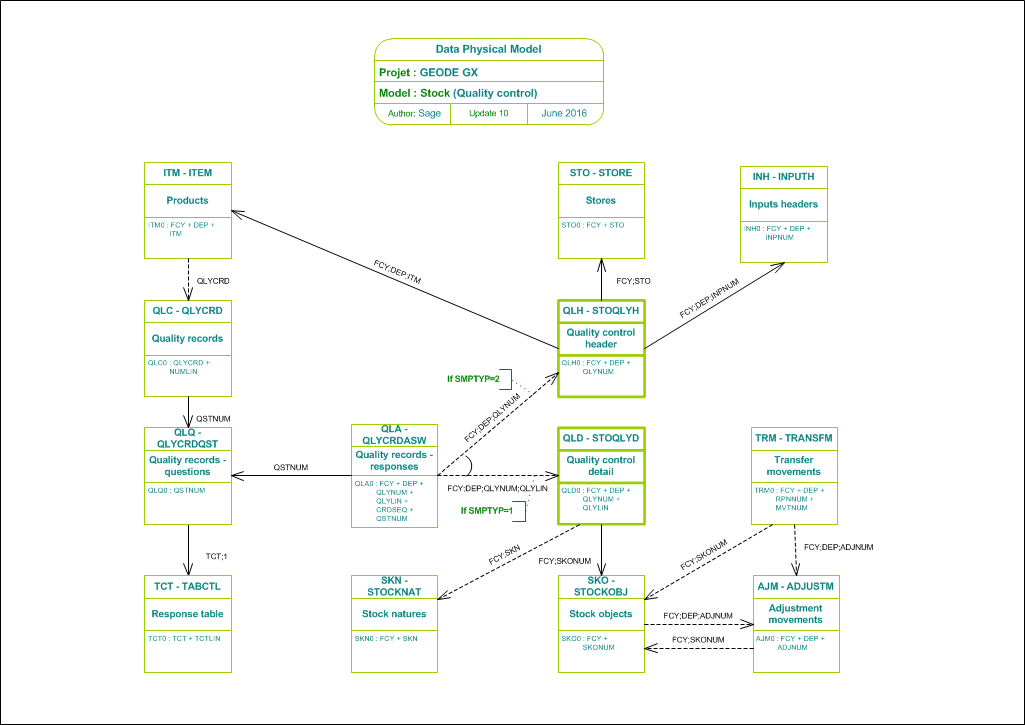 Data Physical Model
Projet : GEODE GX
Model : Stock (Quality control)
Author: Sage
Update 10
June 2016
ITM - ITEM
Products
ITM0 : FCY + DEP +
ITM
STO - STORE
Stores
STO0 : FCY + STO
INH - INPUTH
Inputs headers
INH0 : FCY + DEP +
INPNUM
QLYCRD
FCY;DEP;ITM
FCY;STO
FCY;DEP;INPNUM
QLC - QLYCRD
Quality records
QLC0 : QLYCRD +
NUMLIN
QLH - STOQLYH
Quality control
header
QLH0 : FCY + DEP +
QLYNUM
If SMPTYP=2
FCY;DEP;QLYNUM
QSTNUM
QLQ -
QLYCRDQST
Quality records -
questions
QLQ0 : QSTNUM
QSTNUM
QLA -
QLYCRDASW
Quality records -
responses
QLA0 : FCY + DEP +
QLYNUM +
QLYLIN +
CRDSEQ +
QSTNUM
FCY;DEP;QLYNUM;QLYLIN
If SMPTYP=1
QLD - STOQLYD
Quality control
detail
QLD0 : FCY + DEP +
QLYNUM +
QLYLIN
TRM - TRANSFM
Transfer
movements
TRM0 : FCY + DEP +
RPNNUM +
MVTNUM
TCT;1
FCY;SKN
FCY;SKONUM
FCY;SKONUM
FCY;DEP;ADJNUM
TCT - TABCTL
Response table
TCT0 : TCT + TCTLIN
SKN -
STOCKNAT
Stock natures
SKN0 : FCY + SKN
SKO -
STOCKOBJ
Stock objects
SKO0 : FCY +
SKONUM
FCY;DEP;ADJNUM
FCY;SKONUM
AJM - ADJUSTM
Adjustment
movements
AJM0 : FCY + DEP +
ADJNUM